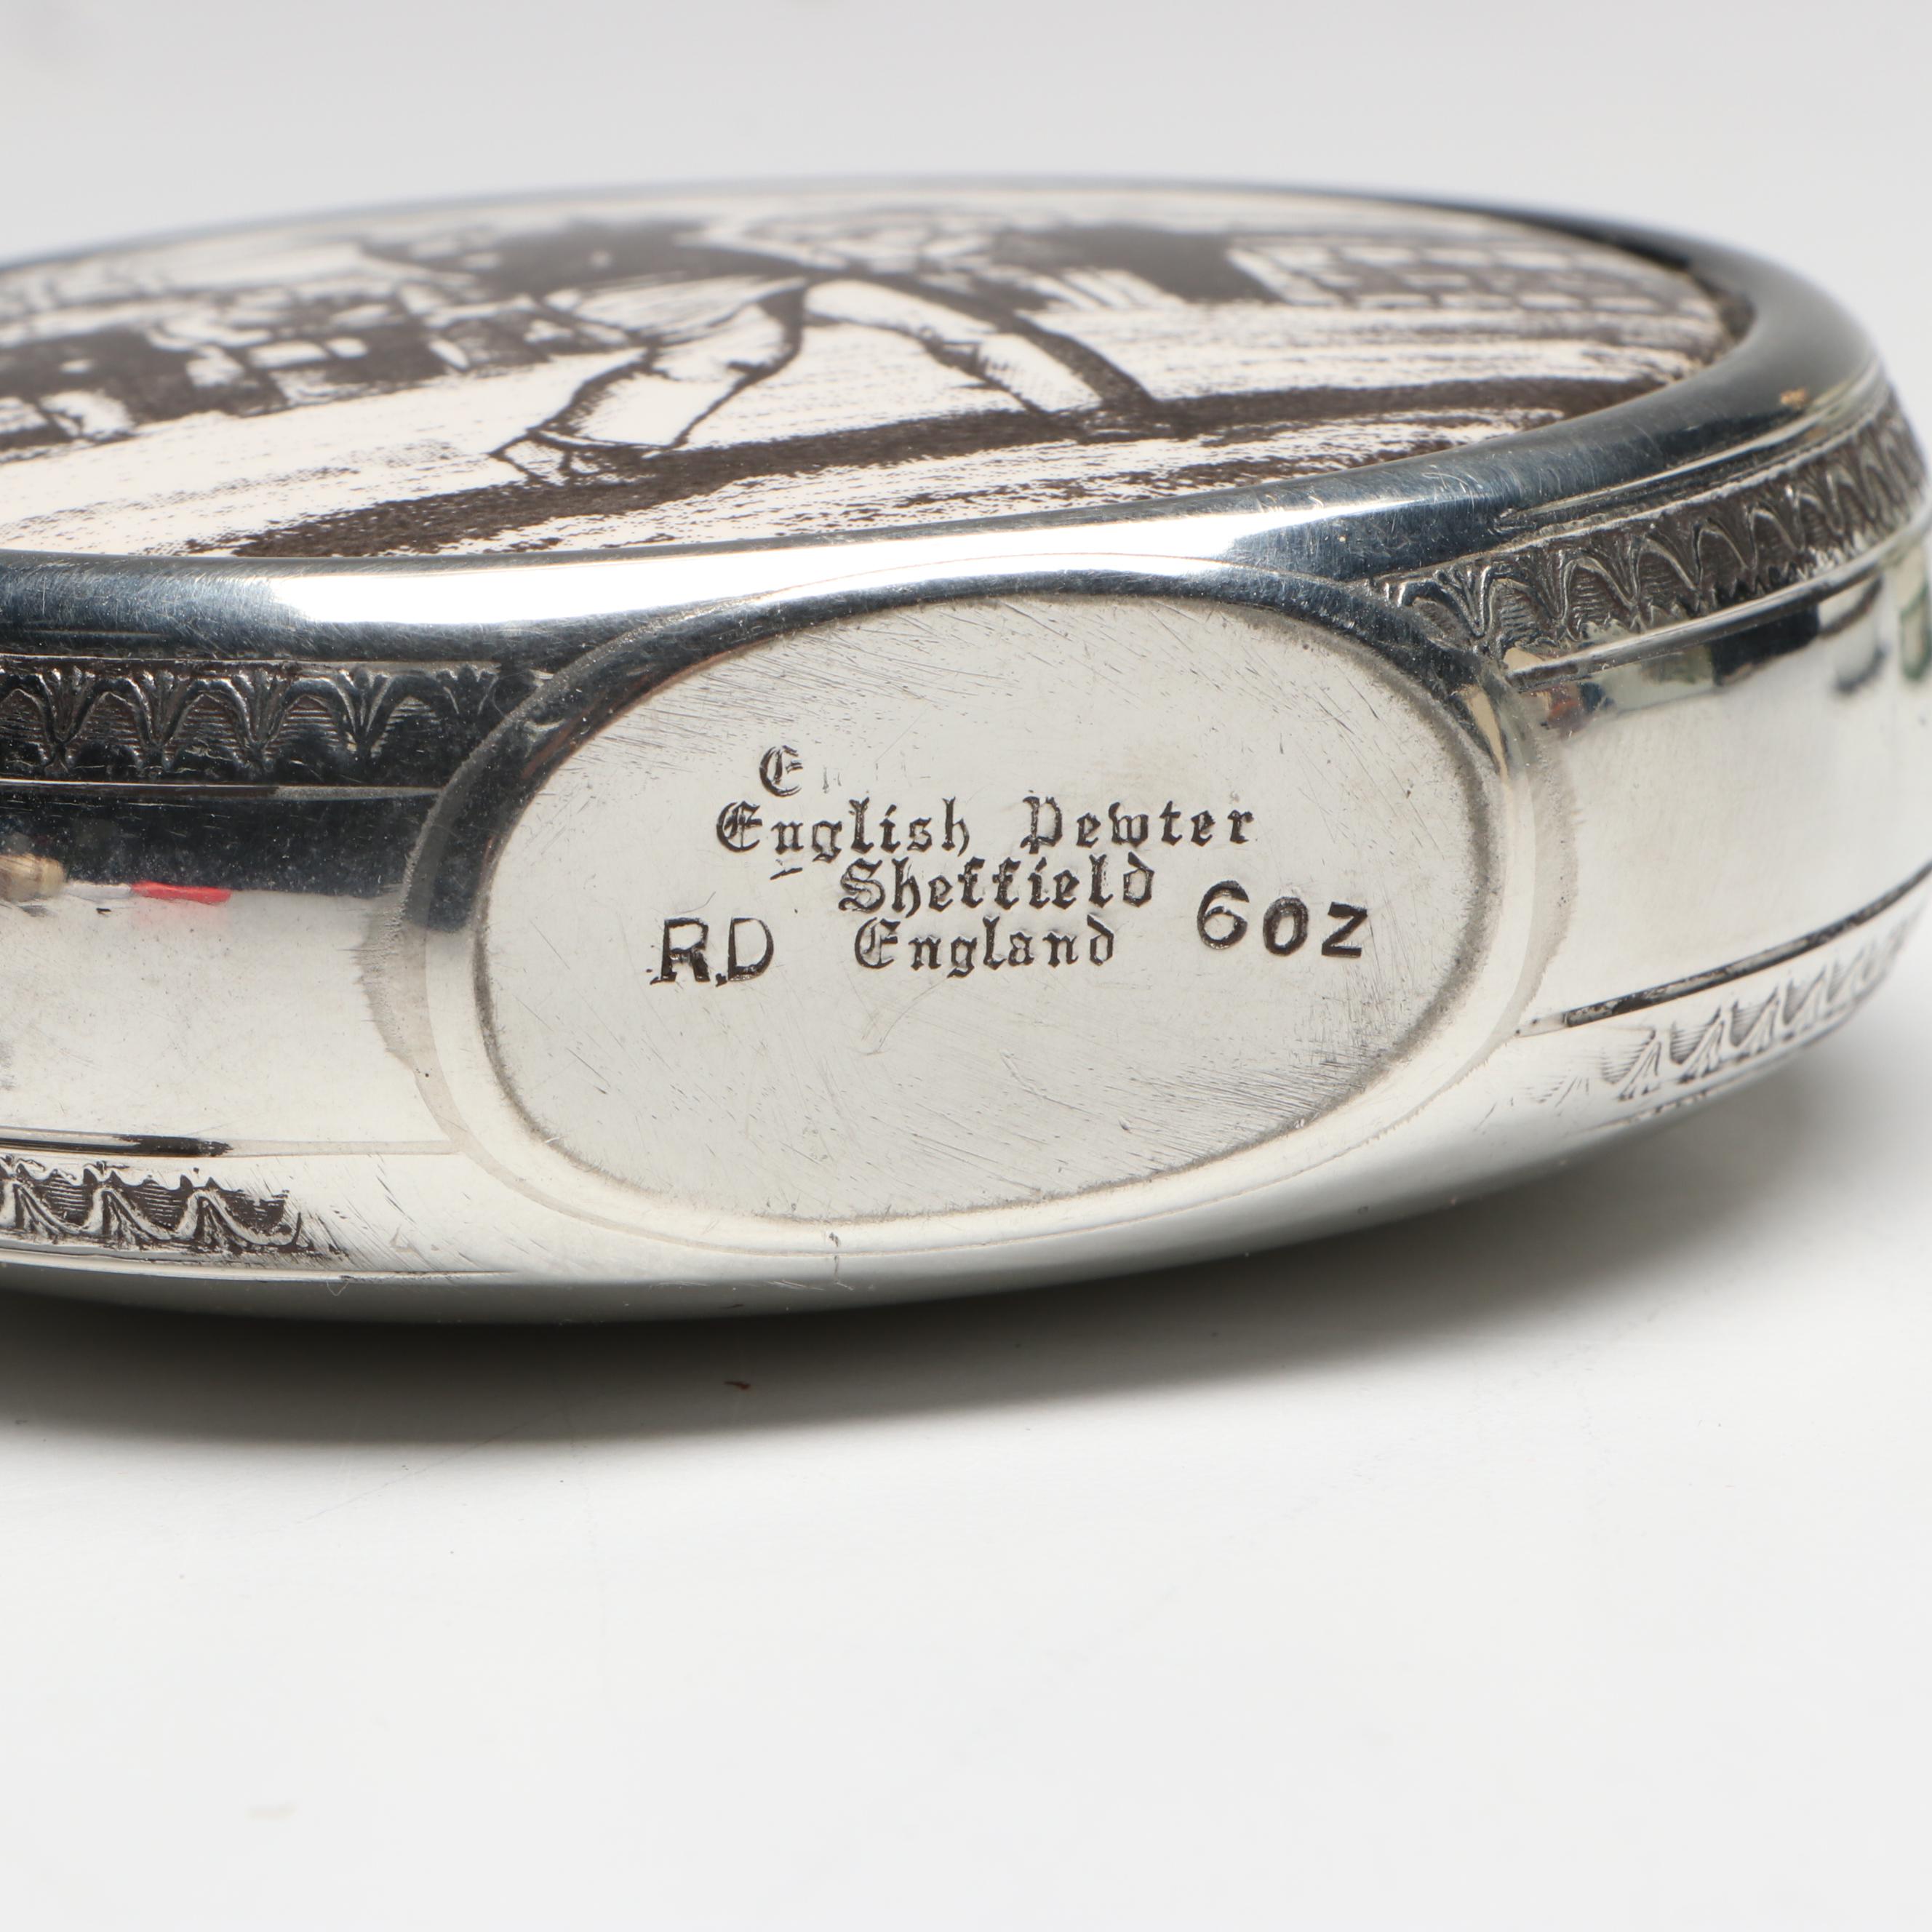 E
English Pewter
Sheffield
R.D England 6oz